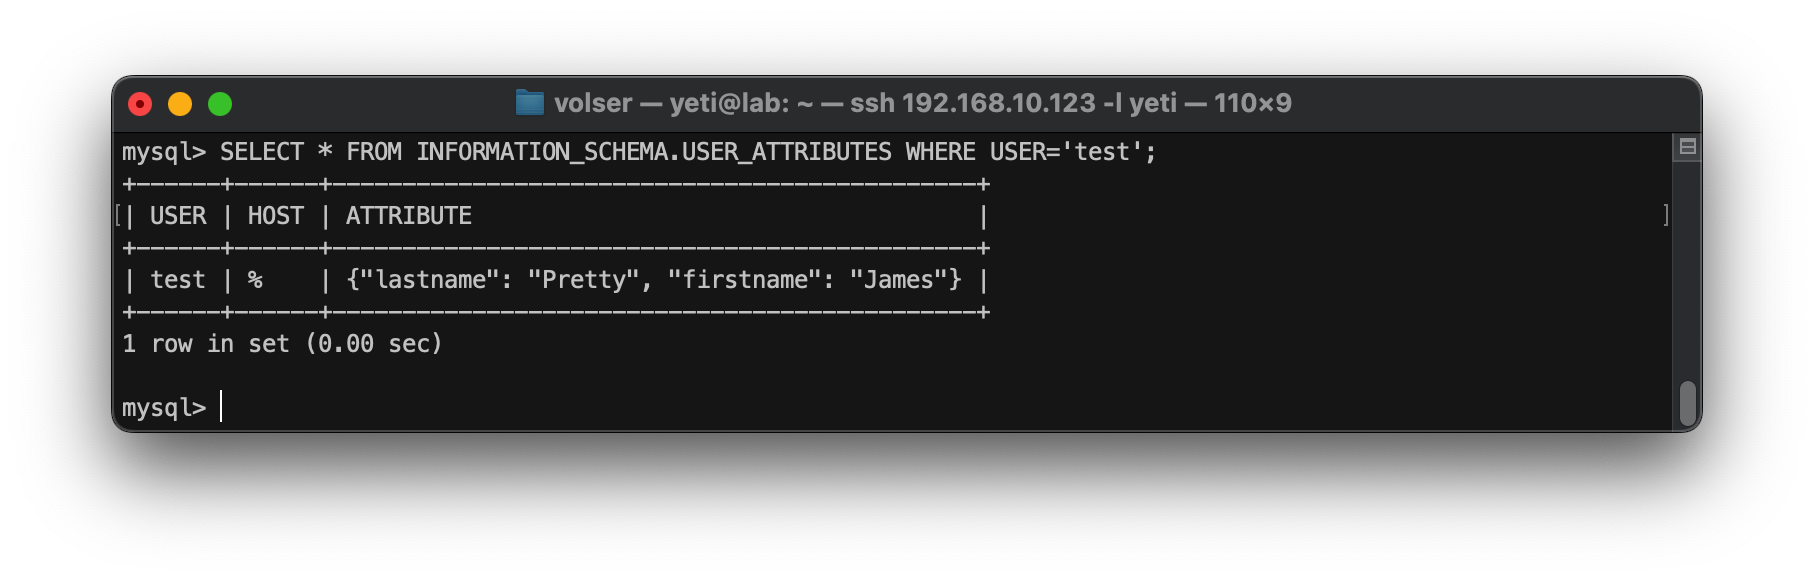 volser — yeti@lab: ~ — ssh 192.168.10.123 -l yeti — 110×9
mysql> SELECT * FROM INFORMATION_SCHEMA.USER_ATTRIBUTES WHERE USER='test';
+------+------+----------------------------------------------+
| USER | HOST | ATTRIBUTE                                    |
+------+------+----------------------------------------------+
| test | %    | {"lastname": "Pretty", "firstname": "James"} |
+------+------+----------------------------------------------+
1 row in set (0.00 sec)
mysql>